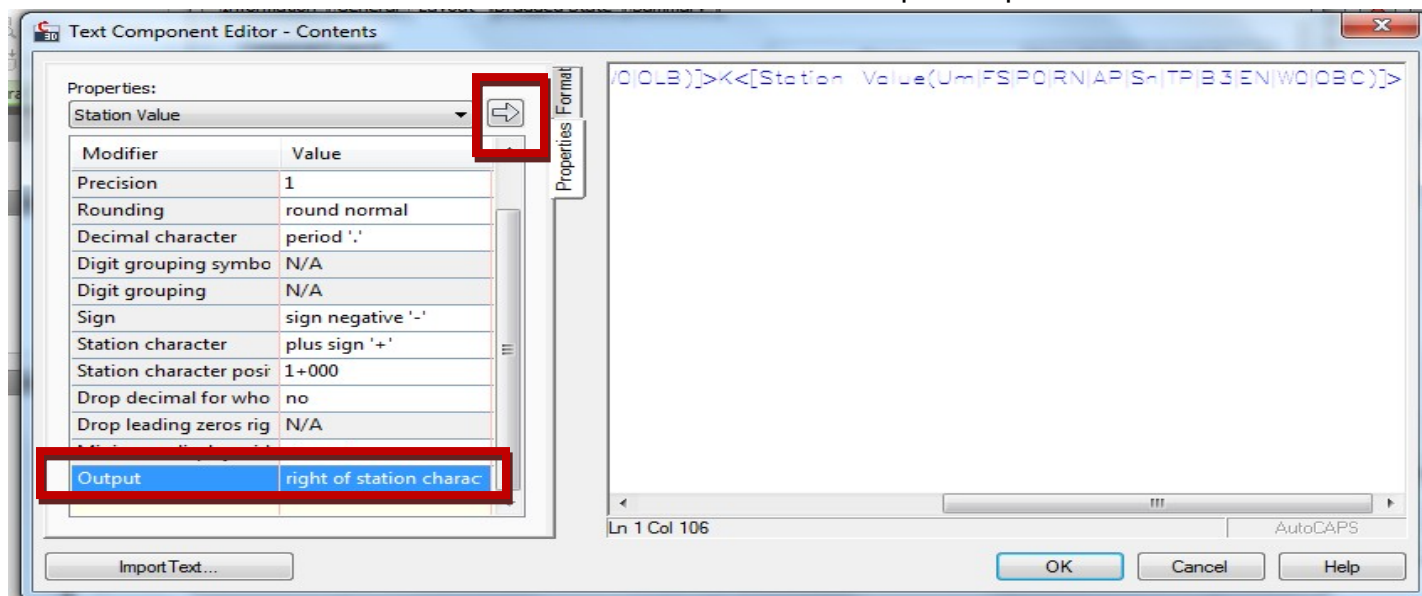 Text Component Editor - Contents
Properties:
Station Value
Format
Properties
Modifier Value
Precision 1
Rounding round normal
Decimal character period '.'
Digit grouping symbo N/A
Digit grouping N/A
Sign sign negative '-'
Station character plus sign '+'
Station character posit 1+000
Drop decimal for who no
Drop leading zeros rig N/A
Output right of station charac
/O|OLB)]>K<[Station Value(Um|FS|P0|RN|AP|Sn|TP|B3|EN|W0|OBC)]>
Ln 1 Col 106
AutoCAPS
Import Text...
OK Cancel Help